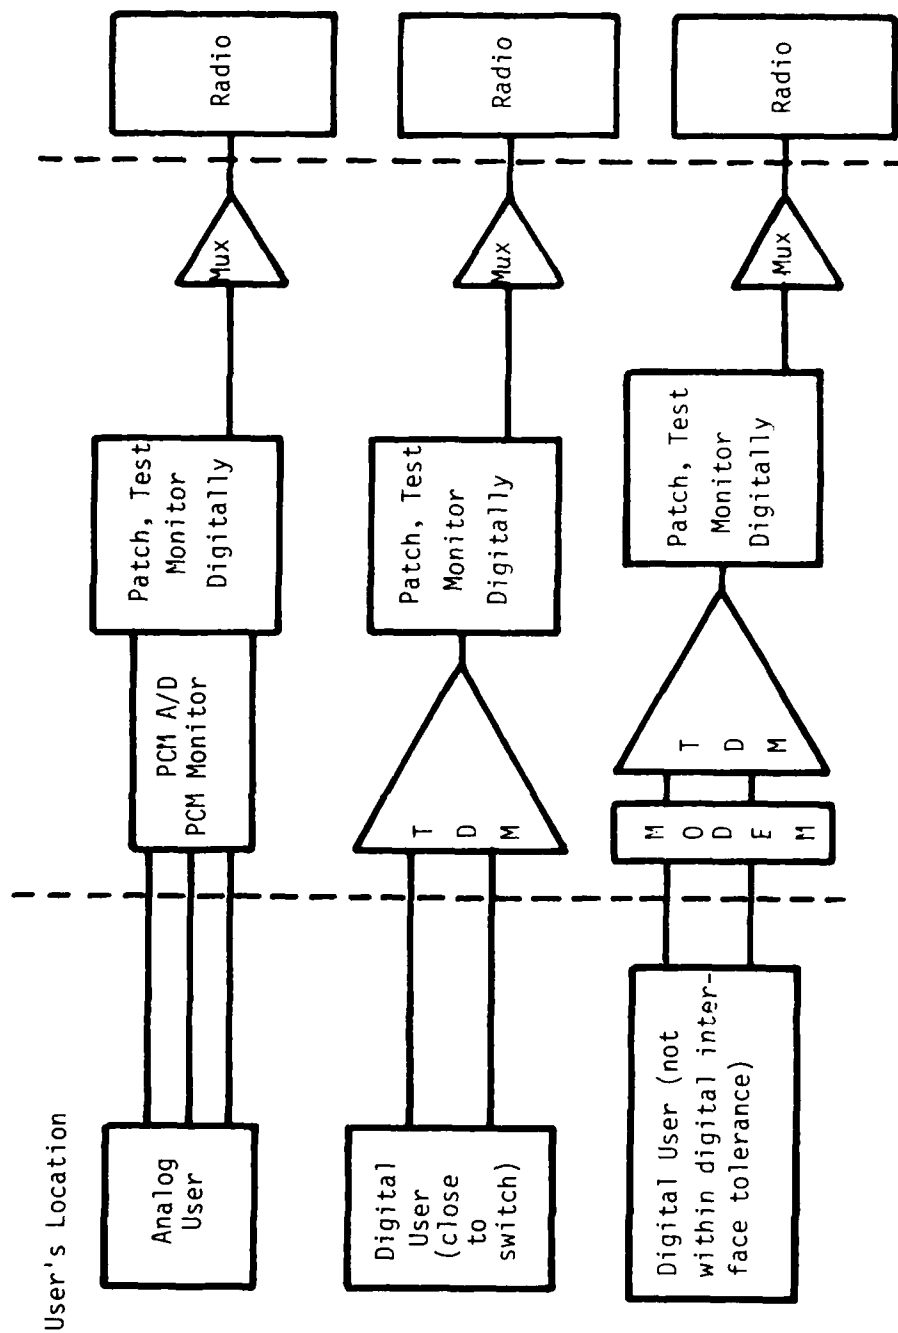 User's Location
Analog
User
PCM A/D
PCM Monitor
Patch, Test
Monitor
Digitally
Mux
Radio
Digital
User
(close
to
switch)
T D M
Patch, Test
Monitor
Digitally
Mux
Radio
Digital User (not
within digital inter-
face tolerance)
M O D E M
T D M
Patch, Test
Monitor
Digitally
Mux
Radio